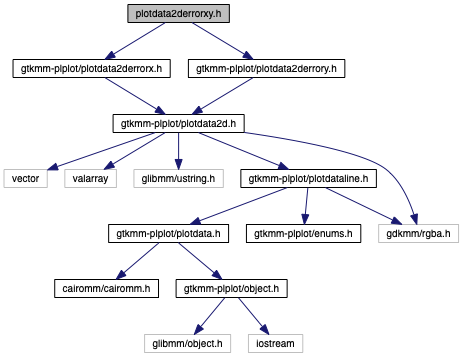 plotdata2derrorxy.h
gtkmm-plplot/plotdata2derrorx.h
gtkmm-plplot/plotdata2derrory.h
gtkmm-plplot/plotdata2d.h
vector
valarray
glibmm/ustring.h
gtkmm-plplot/plotdataline.h
gtkmm-plplot/plotdata.h
gtkmm-plplot/enums.h
gdkmm/rgba.h
cairomm/cairomm.h
gtkmm-plplot/object.h
glibmm/object.h
iostream